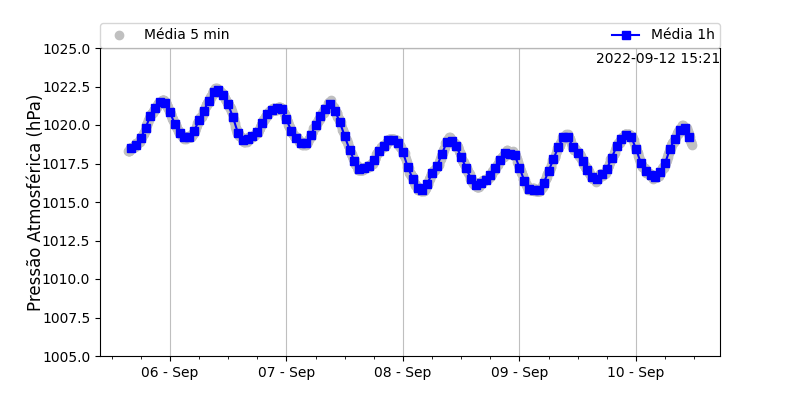 Média 5 min
Média 1h
2022-09-12 15:21
Pressão Atmosférica (hPa)
1025.0
1022.5
1020.0
1017.5
1015.0
1012.5
1010.0
1007.5
1005.0
06 - Sep
07 - Sep
08 - Sep
09 - Sep
10 - Sep